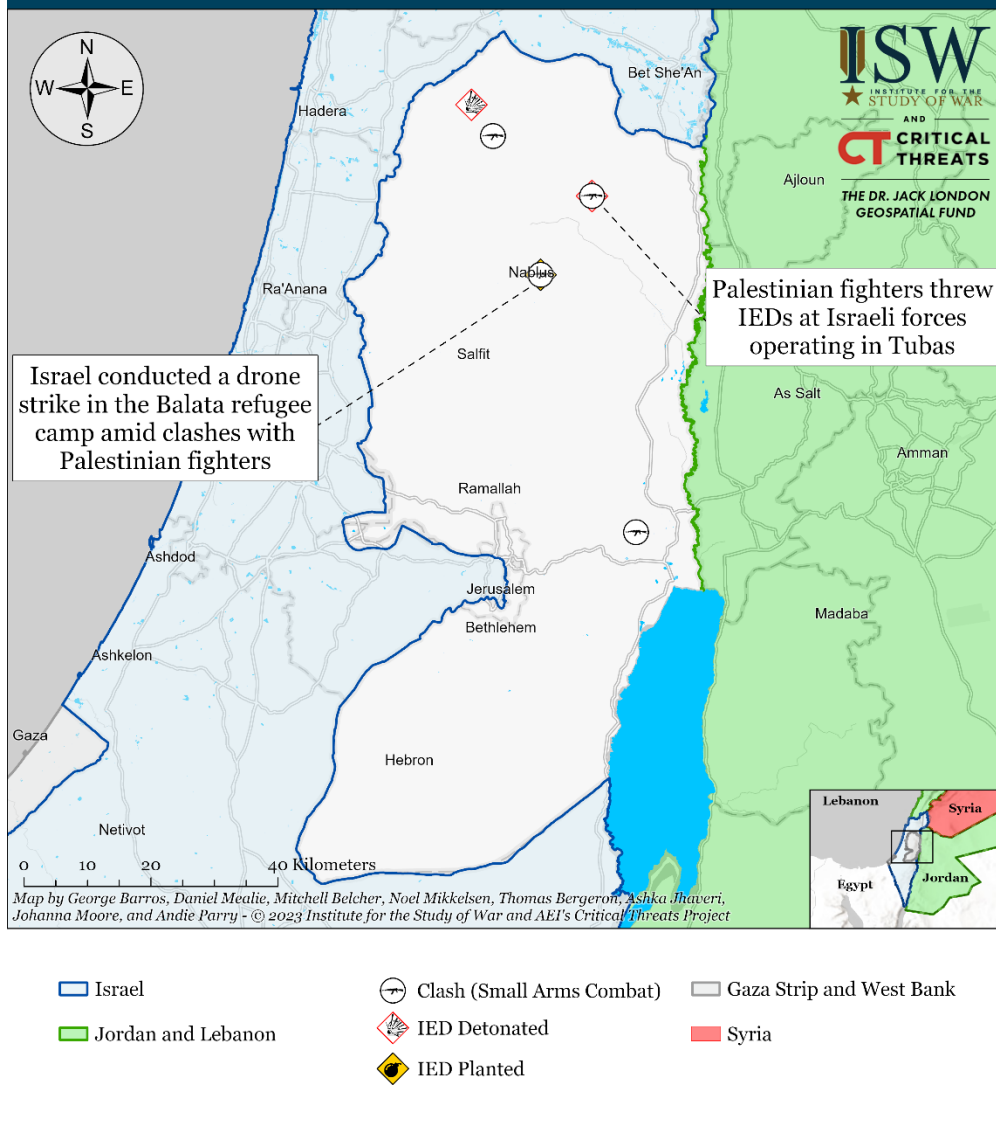 N
W
E
S
Hadera
Bet She'An
ISW
INSTITUTE FOR THE
STUDY OF WAR
AND
CT CRITICAL
THREATS
THE DR. JACK LONDON
GEOSPATIAL FUND
Ajloun
Ra'Anana
Nablus
Palestinian fighters threw
IEDs at Israeli forces
operating in Tubas
Salfit
Israel conducted a drone
strike in the Balata refugee
camp amid clashes with
Palestinian fighters
As Salt
Amman
Ramallah
Ashdod
Jerusalem
Bethlehem
Madaba
Ashkelon
Gaza
Hebron
Netivot
0 10 20 40 Kilometers
Lebanon
Syria
Egypt
Jordan
Map by George Barros, Daniel Mealie, Mitchell Belcher, Noel Mikkelsen, Thomas Bergeron, Ashka Jhaveri,
Johanna Moore, and Andie Parry - © 2023 Institute for the Study of War and AEI's Critical Threats Project
Israel
Clash (Small Arms Combat)
Gaza Strip and West Bank
Jordan and Lebanon
IED Detonated
Syria
IED Planted